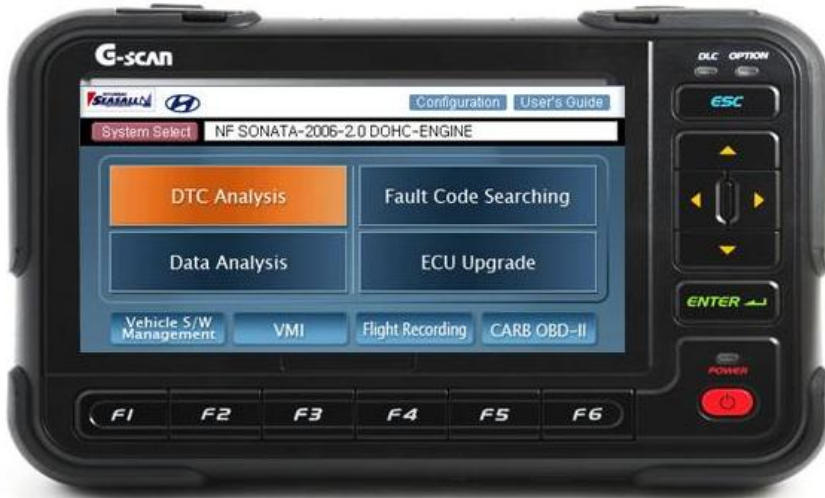 G-scan
DLC OPTION
SEASALL
Configuration User's Guide
ESC
System Select NF SONATA-2006-2.0 DOHC-ENGINE
DTC Analysis Fault Code Searching
Data Analysis ECU Upgrade
ENTER
Vehicle S/W
Management VMI Flight Recording CARB OBD-II
POWER
F1 F2 F3 F4 F5 F6